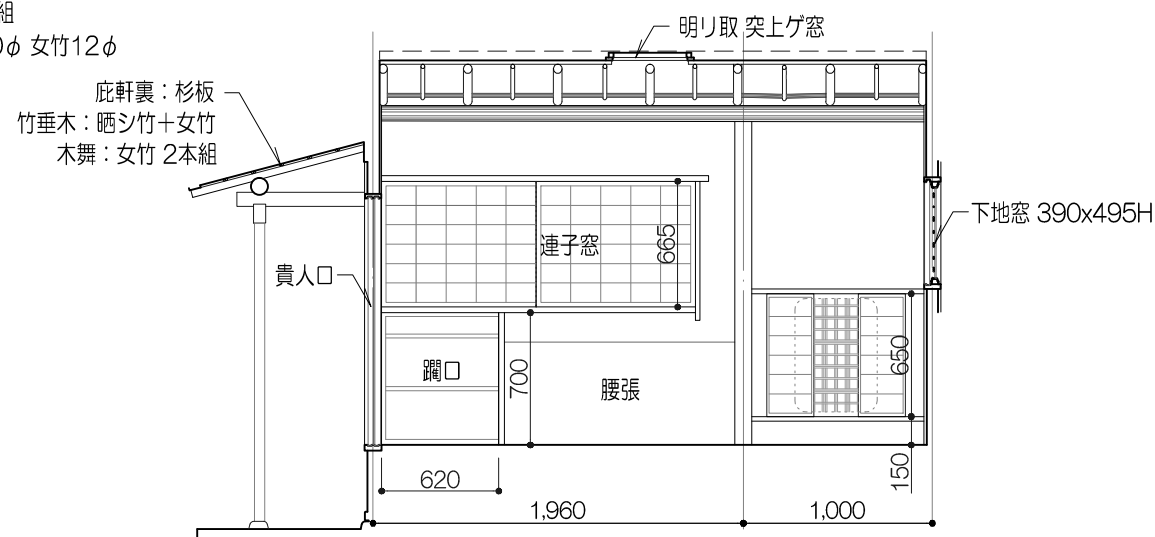 組
φ 女竹12φ
明リ取 突上ゲ窓
庇軒裏：杉板
竹垂木：晒シ竹＋女竹
木舞：女竹 2本組
下地窓 390x495H
連子窓
665
貴人口
躙口
700
腰張
650
150
620
1,960
1,000